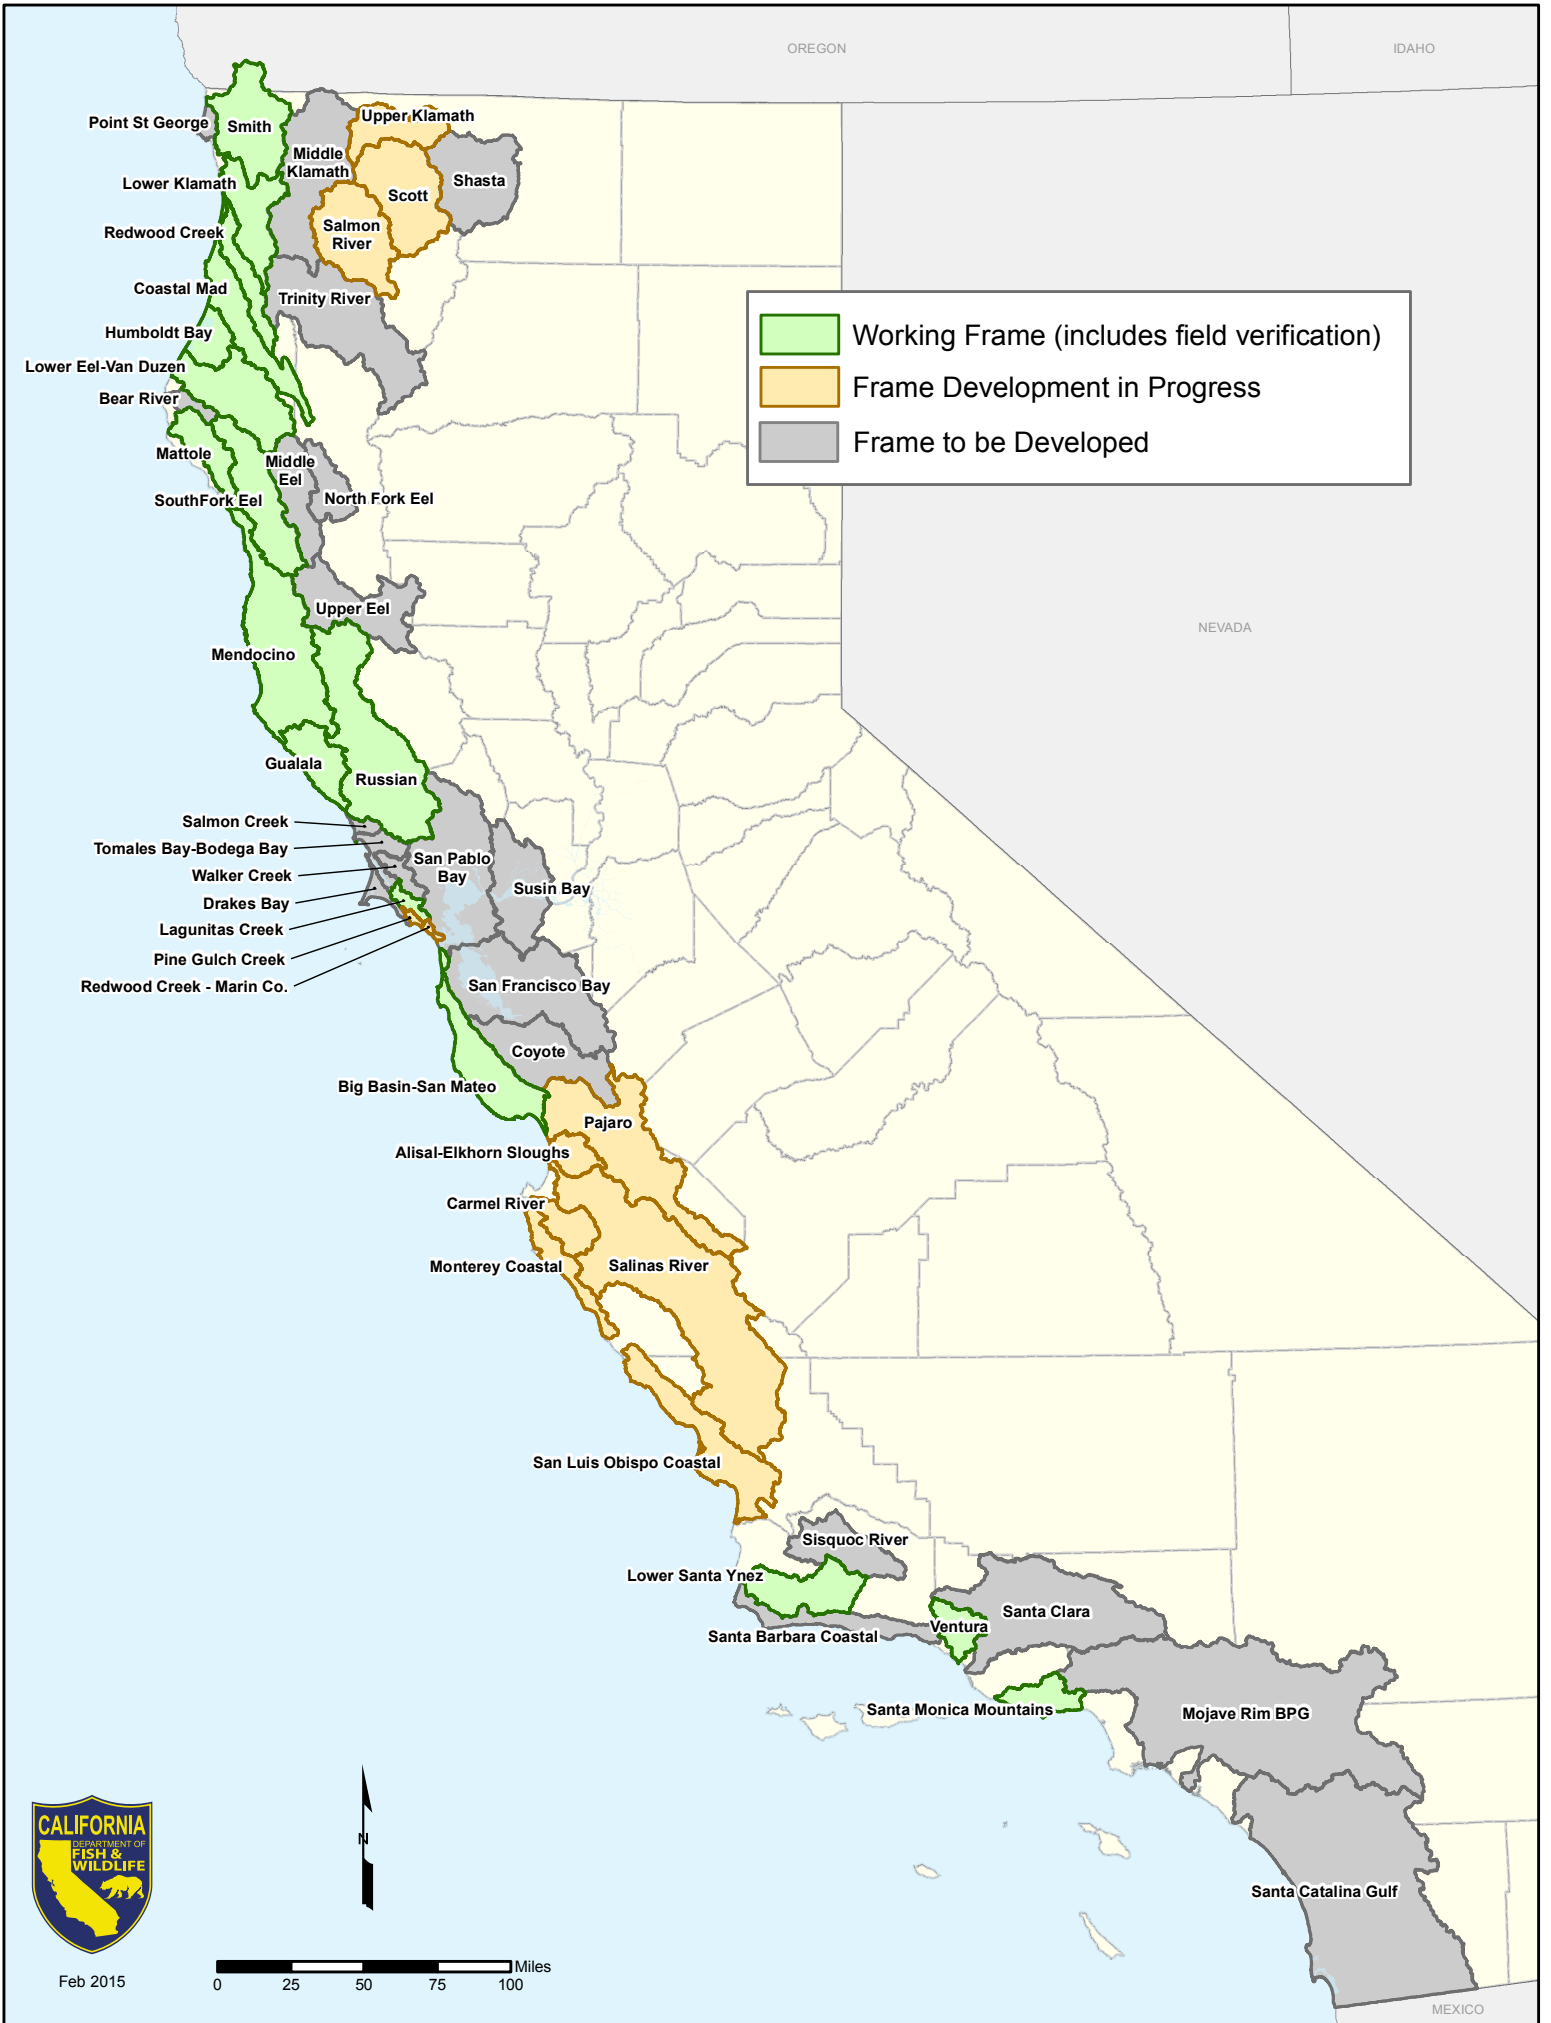 OREGON
IDAHO
Point St George
Smith
Upper Klamath
Middle
Klamath
Lower Klamath
Scott
Shasta
Redwood Creek
Salmon
River
Coastal Mad
Trinity River
Humboldt Bay
Lower Eel-Van Duzen
Bear River
Working Frame (includes field verification)
Frame Development in Progress
Frame to be Developed
Mattole
Middle
Eel
SouthFork Eel
North Fork Eel
Upper Eel
NEVADA
Mendocino
Gualala
Russian
Salmon Creek
Tomales Bay-Bodega Bay
San Pablo
Bay
Walker Creek
Susin Bay
Drakes Bay
Lagunitas Creek
Pine Gulch Creek
Redwood Creek - Marin Co.
San Francisco Bay
Coyote
Big Basin-San Mateo
Pajaro
Alisal-Elkhorn Sloughs
Carmel River
Monterey Coastal
Salinas River
San Luis Obispo Coastal
Sisquoc River
Lower Santa Ynez
Santa Clara
Ventura
Santa Barbara Coastal
Santa Monica Mountains
Mojave Rim BPG
Santa Catalina Gulf
CALIFORNIA
DEPARTMENT OF
FISH &
WILDLIFE
N
Feb 2015
Miles
0 25 50 75 100
MEXICO